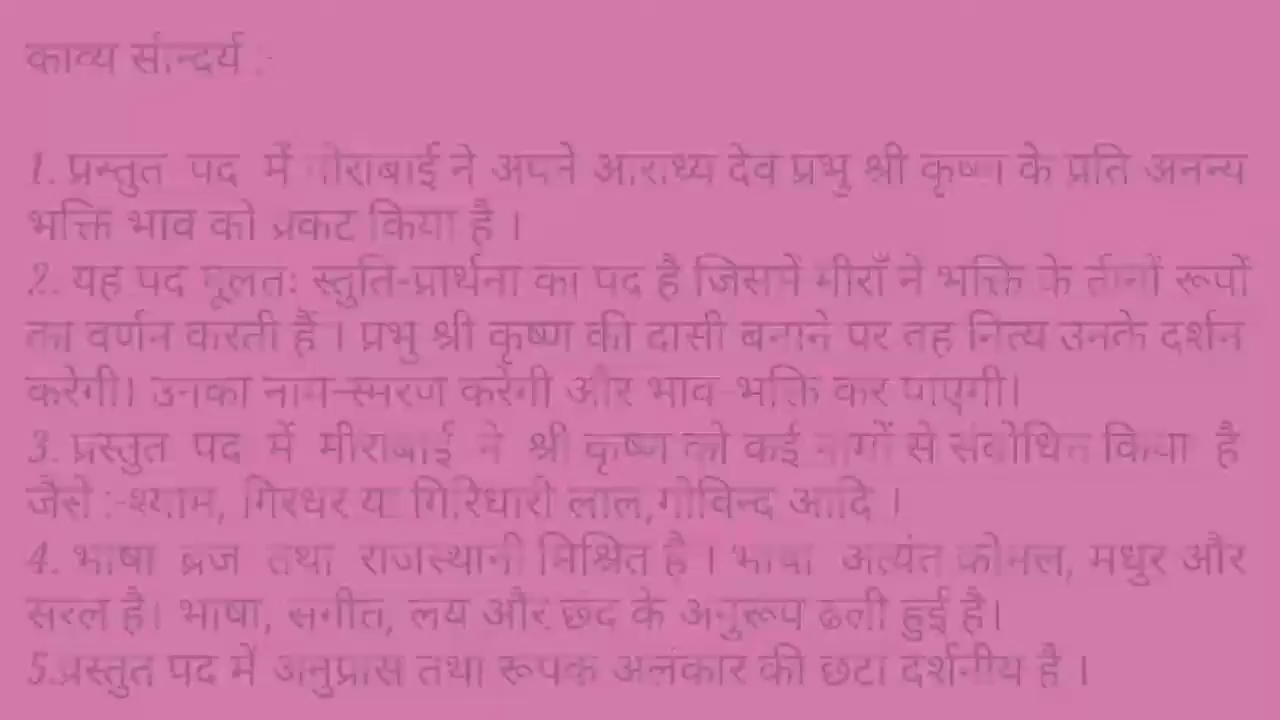 काव्य सौन्दर्य :-
1. प्रस्तुत पद में मीराबाई ने अपने आराध्य देव प्रभु श्री कृष्ण के प्रति अनन्य
भक्ति भाव को प्रकट किया है ।
2. यह पद मूलतः स्तुति-प्रार्थना का पद है जिसमें मीराँ ने भक्ति के तीनों रूपों
का वर्णन करती हैं । प्रभु श्री कृष्ण की दासी बनाने पर वह नित्य उनके दर्शन
करेगी। उनका नाम-स्मरण करेगी और भाव-भक्ति कर पाएगी।
3. प्रस्तुत पद में मीराबाई ने श्री कृष्ण को कई नामों से संबोधित किया है
जैसे :-श्याम, गिरधर या गिरिधारी लाल,गोविन्द आदि ।
4. भाषा ब्रज तथा राजस्थानी मिश्रित है । भाषा अत्यंत कोमल, मधुर और
सरल है। भाषा, संगीत, लय और छंद के अनुरूप ढली हुई है।
5.प्रस्तुत पद में अनुप्रास तथा रूपक अलंकार की छटा दर्शनीय है ।